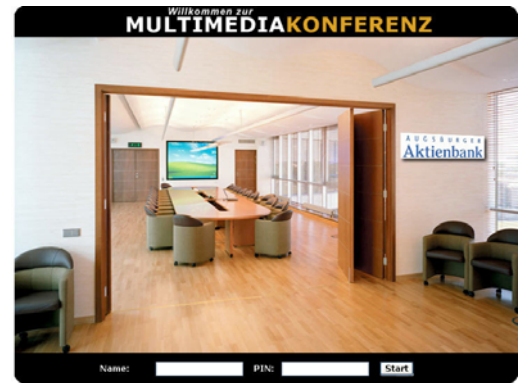 Willkommen zur
MULTIMEDIAKONFERENZ
AUGSBURGER
Aktienbank
Name:
PIN:
Start